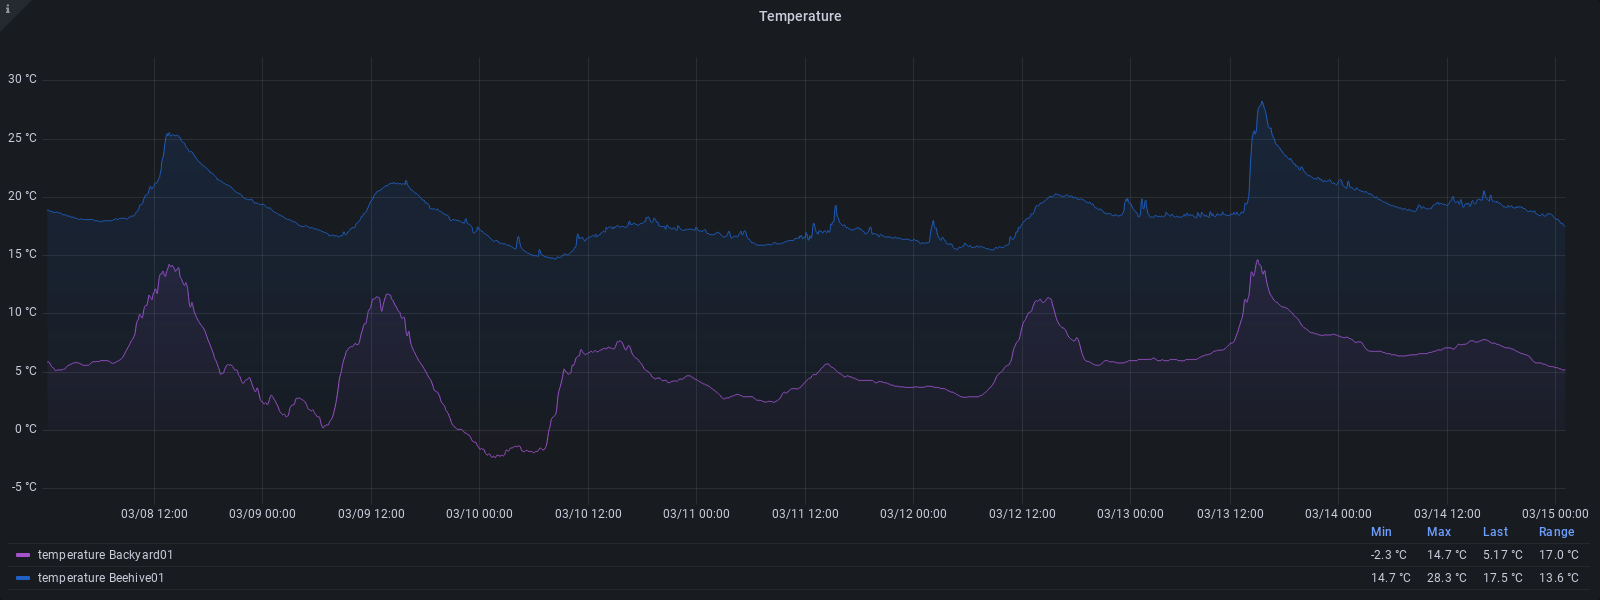 i
Temperature
30 °C
25 °C
20 °C
15 °C
10 °C
5 °C
0 °C
-5 °C
03/08 12:00 03/09 00:00 03/09 12:00 03/10 00:00 03/10 12:00 03/11 00:00 03/11 12:00 03/12 00:00 03/12 12:00 03/13 00:00 03/13 12:00 03/14 00:00 03/14 12:00 03/15 00:00
Min Max Last Range
temperature Backyard01 -2.3 °C 14.7 °C 5.17 °C 17.0 °C
temperature Beehive01 14.7 °C 28.3 °C 17.5 °C 13.6 °C